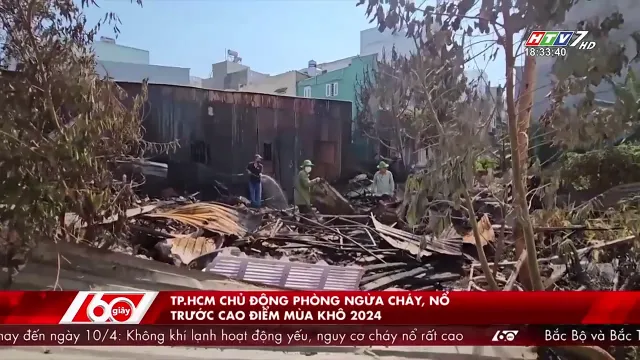 HTV7 HD
18:33:40
60 giây
TP.HCM CHỦ ĐỘNG PHÒNG NGỪA CHÁY, NỔ
TRƯỚC CAO ĐIỂM MÙA KHÔ 2024
nay đến ngày 10/4: Không khí lạnh hoạt động yếu, nguy cơ cháy nổ rất cao 60 Bắc Bộ và Bắc T